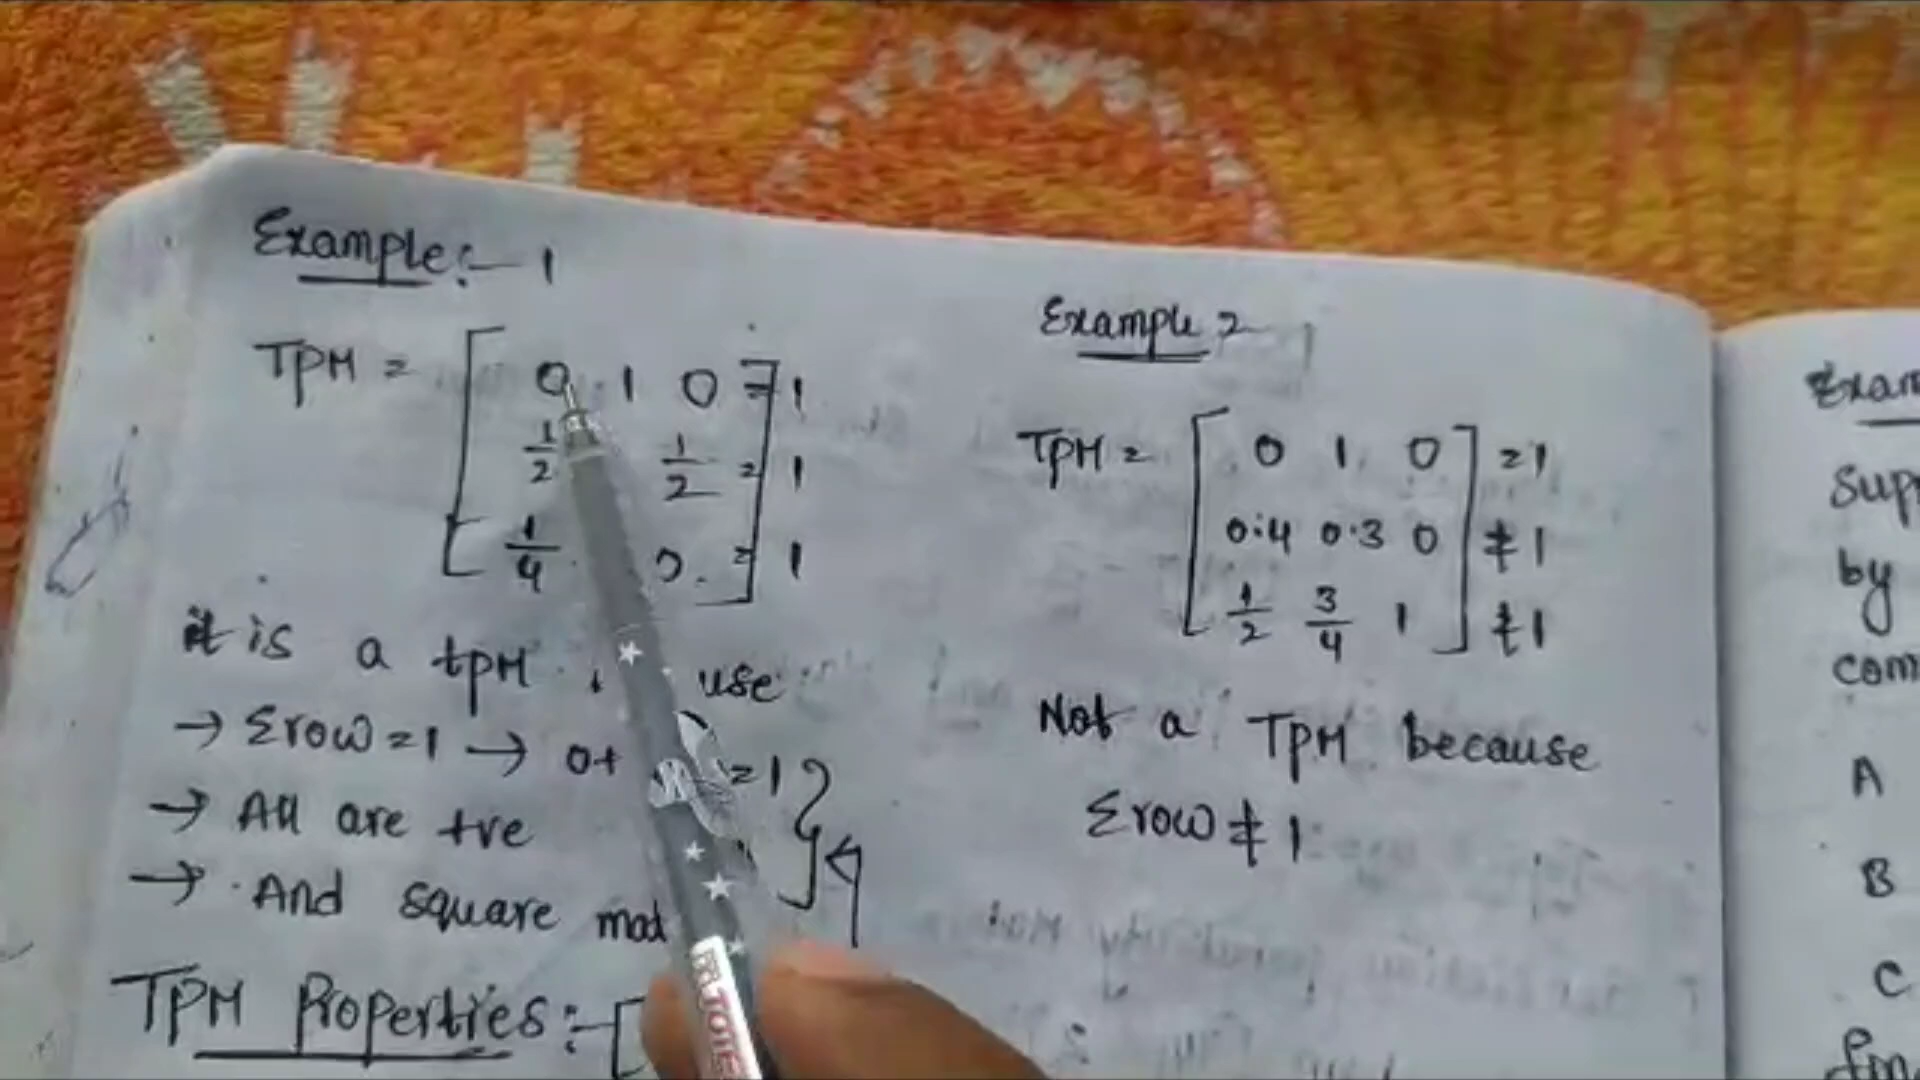 Example:- 1
TPM =
0 1 0 = 1
1/2 1/2 = 1
1/4 0 = 1
it is a tpM use
→ Σrow = 1 → 0+ = 1
→ All are +ve
→ And square mat
TPM Properties:-
Example 2
TPM =
0 1 0 = 1
0.4 0.3 0 ≠ 1
1/2 3/4 1 ≠ 1
Not a TPM because
Σrow ≠ 1
Exam
Supp
by
com
A
B
C